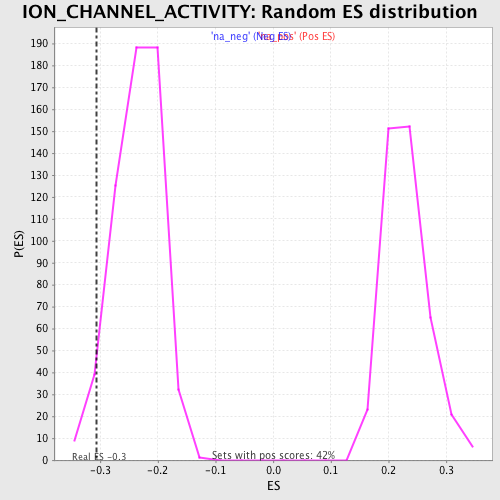 ION_CHANNEL_ACTIVITY: Random ES distribution
'na_neg' (Neg ES) 'na_pos' (Pos ES)
190
180
170
160
150
140
130
120
110
100
90
80
70
60
50
40
30
20
10
0
P(ES)
Real ES -0.3
Sets with pos scores: 42%
-0.3 -0.2 -0.1 0.0 0.1 0.2 0.3
ES